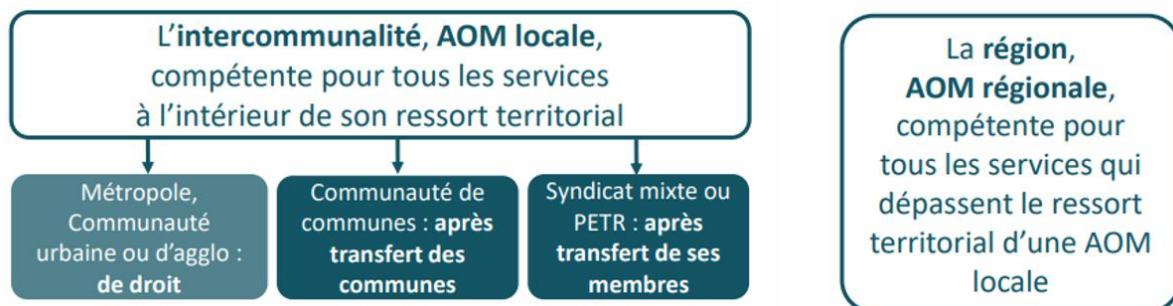 L’intercommunalité, AOM locale,
compétente pour tous les services
à l’intérieur de son ressort territorial
Métropole,
Communauté
urbaine ou d’agglo :
de droit
Communauté de
communes : après
transfert des
communes
Syndicat mixte ou
PETR : après
transfert de ses
membres
La région,
AOM régionale,
compétente pour
tous les services qui
dépassent le ressort
territorial d’une AOM
locale